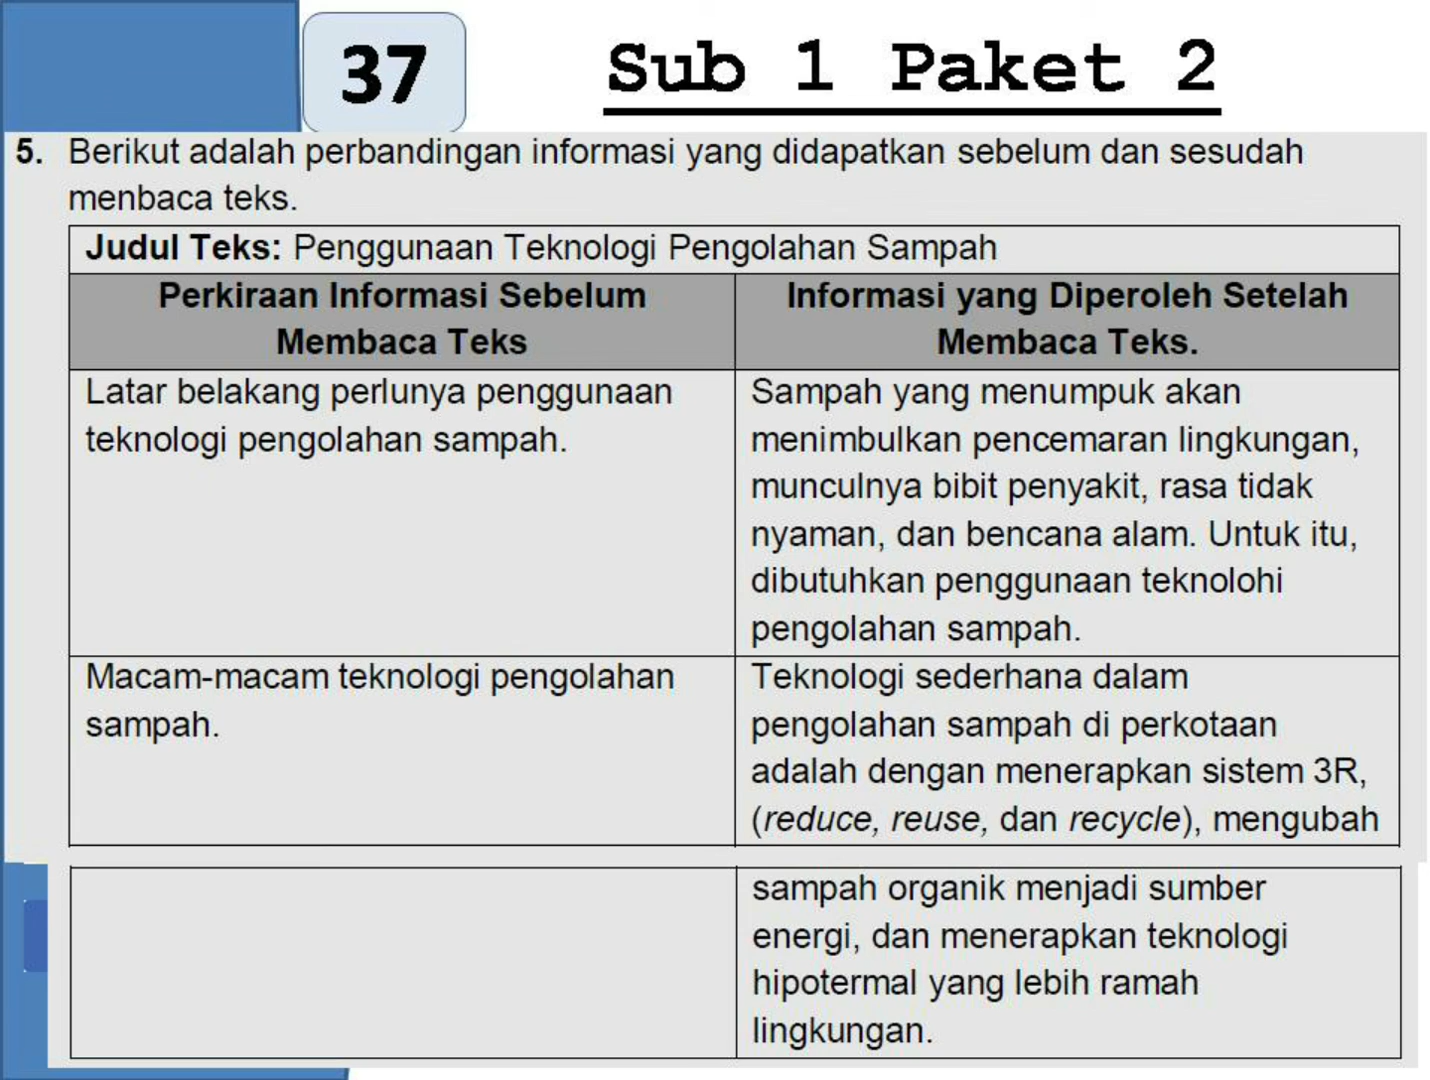 37
Sub 1 Paket 2
5. Berikut adalah perbandingan informasi yang didapatkan sebelum dan sesudah
menbaca teks.
Judul Teks: Penggunaan Teknologi Pengolahan Sampah
Perkiraan Informasi Sebelum
Membaca Teks
Informasi yang Diperoleh Setelah
Membaca Teks.
Latar belakang perlunya penggunaan
teknologi pengolahan sampah.
Sampah yang menumpuk akan
menimbulkan pencemaran lingkungan,
munculnya bibit penyakit, rasa tidak
nyaman, dan bencana alam. Untuk itu,
dibutuhkan penggunaan teknolohi
pengolahan sampah.
Macam-macam teknologi pengolahan
sampah.
Teknologi sederhana dalam
pengolahan sampah di perkotaan
adalah dengan menerapkan sistem 3R,
(reduce, reuse, dan recycle), mengubah
sampah organik menjadi sumber
energi, dan menerapkan teknologi
hipotermal yang lebih ramah
lingkungan.